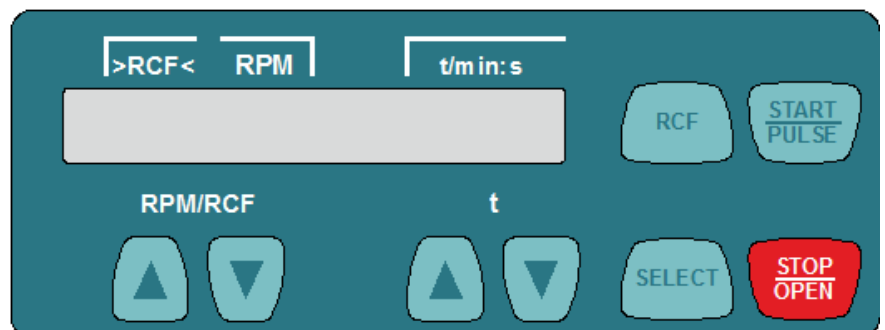 >RCF< RPM t/min:s
RCF
START
PULSE
RPM/RCF t
SELECT
STOP
OPEN